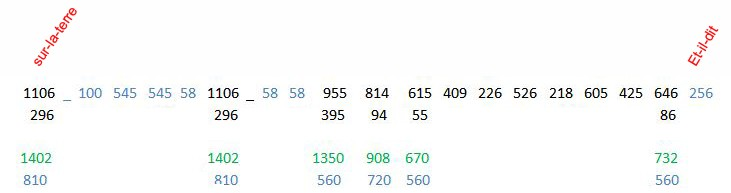 sur-la-terre Et-il-dit
1106 _ 100 545 545 58 1106 _ 58 58 955 814 615 409 226 526 218 605 425 646 256
296 296 395 94 55 86
1402 1402 1350 908 670 732
810 810 560 720 560 560